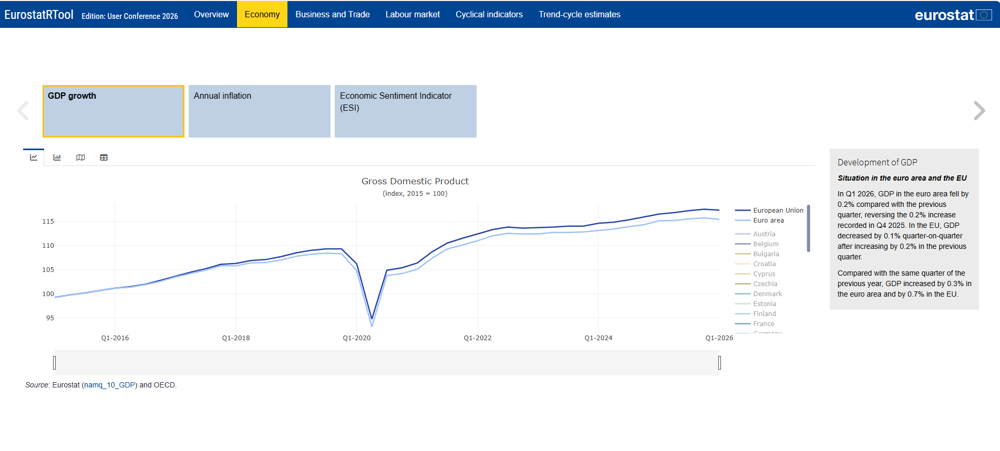 EurostatRTool Edition: User Conference 2026 Overview Economy Business and Trade Labour market Cyclical indicators Trend-cycle estimates eurostat
GDP growth
Annual inflation
Economic Sentiment Indicator
(ESI)
Gross Domestic Product
(index, 2015 = 100)
115
110
105
100
95
Q1-2016 Q1-2018 Q1-2020 Q1-2022 Q1-2024 Q1-2026
European Union
Euro area
Austria
Belgium
Bulgaria
Croatia
Cyprus
Czechia
Denmark
Estonia
Finland
France
Germany
Source: Eurostat (namq_10_GDP) and OECD.
Development of GDP
Situation in the euro area and the EU
In Q1 2026, GDP in the euro area fell by
0.2% compared with the previous
quarter, reversing the 0.2% increase
recorded in Q4 2025. In the EU, GDP
decreased by 0.1% quarter-on-quarter
after increasing by 0.2% in the previous
quarter.
Compared with the same quarter of the
previous year, GDP increased by 0.3% in
the euro area and by 0.7% in the EU.